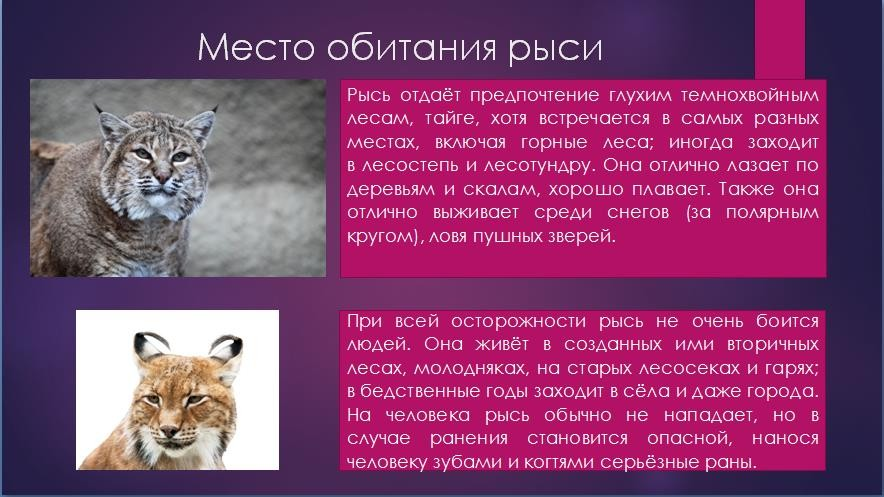 Место обитания рыси
Рысь отдаёт предпочтение глухим темнохвойным
лесам, тайге, хотя встречается в самых разных
местах, включая горные леса; иногда заходит
в лесостепь и лесотундру. Она отлично лазает по
деревьям и скалам, хорошо плавает. Также она
отлично выживает среди снегов (за полярным
кругом), ловя пушных зверей.
При всей осторожности рысь не очень боится
людей. Она живёт в созданных ими вторичных
лесах, молодняках, на старых лесосеках и гарях;
в бедственные годы заходит в сёла и даже города.
На человека рысь обычно не нападает, но в
случае ранения становится опасной, нанося
человеку зубами и когтями серьёзные раны.